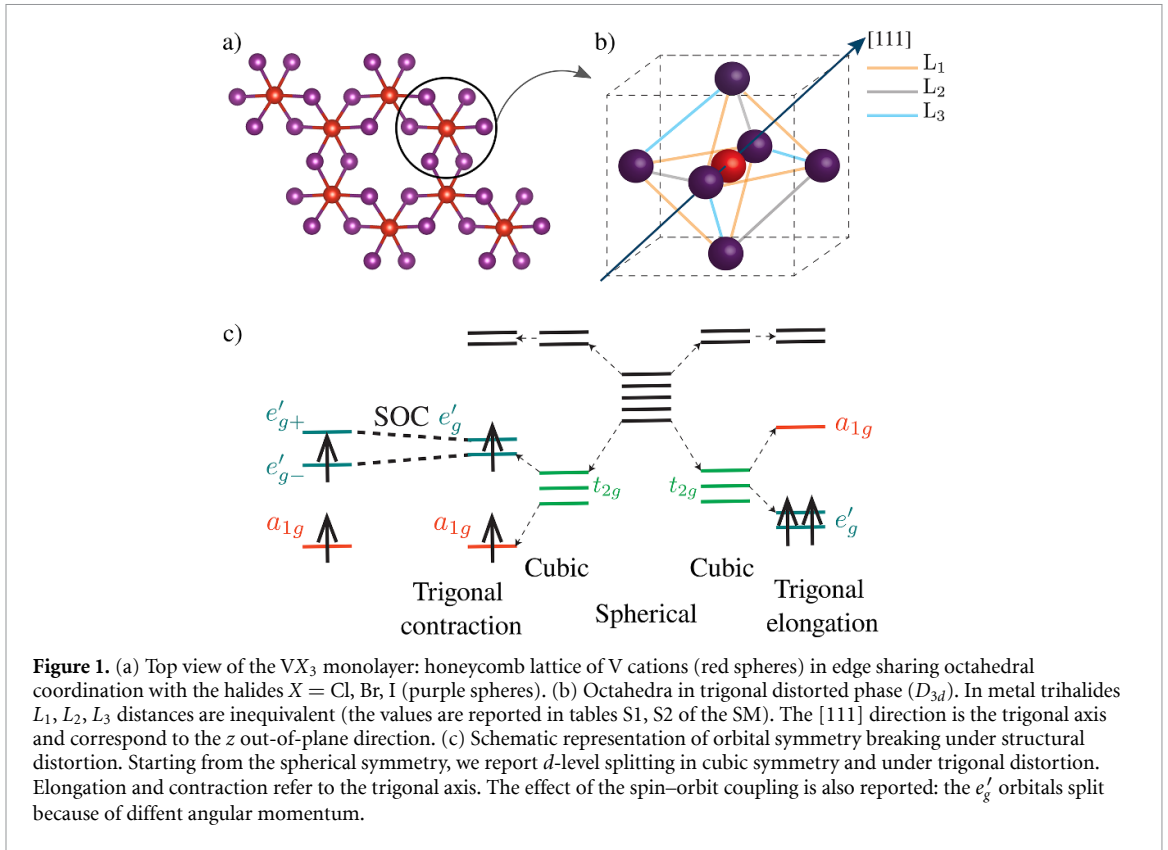 a)
b)
[111]
L₁
L₂
L₃
c)
e′g+
SOC e′g
e′g−
a1g
t2g
t2g
a1g
a1g
e′g
Cubic
Cubic
Trigonal
contraction
Spherical
Trigonal
elongation
Figure 1. (a) Top view of the VX₃ monolayer: honeycomb lattice of V cations (red spheres) in edge sharing octahedral
coordination with the halides X = Cl, Br, I (purple spheres). (b) Octahedra in trigonal distorted phase (D₃d). In metal trihalides
L₁, L₂, L₃ distances are inequivalent (the values are reported in tables S1, S2 of the SM). The [111] direction is the trigonal axis
and correspond to the z out-of-plane direction. (c) Schematic representation of orbital symmetry breaking under structural
distortion. Starting from the spherical symmetry, we report d-level splitting in cubic symmetry and under trigonal distortion.
Elongation and contraction refer to the trigonal axis. The effect of the spin–orbit coupling is also reported: the e′g orbitals split
because of diffent angular momentum.